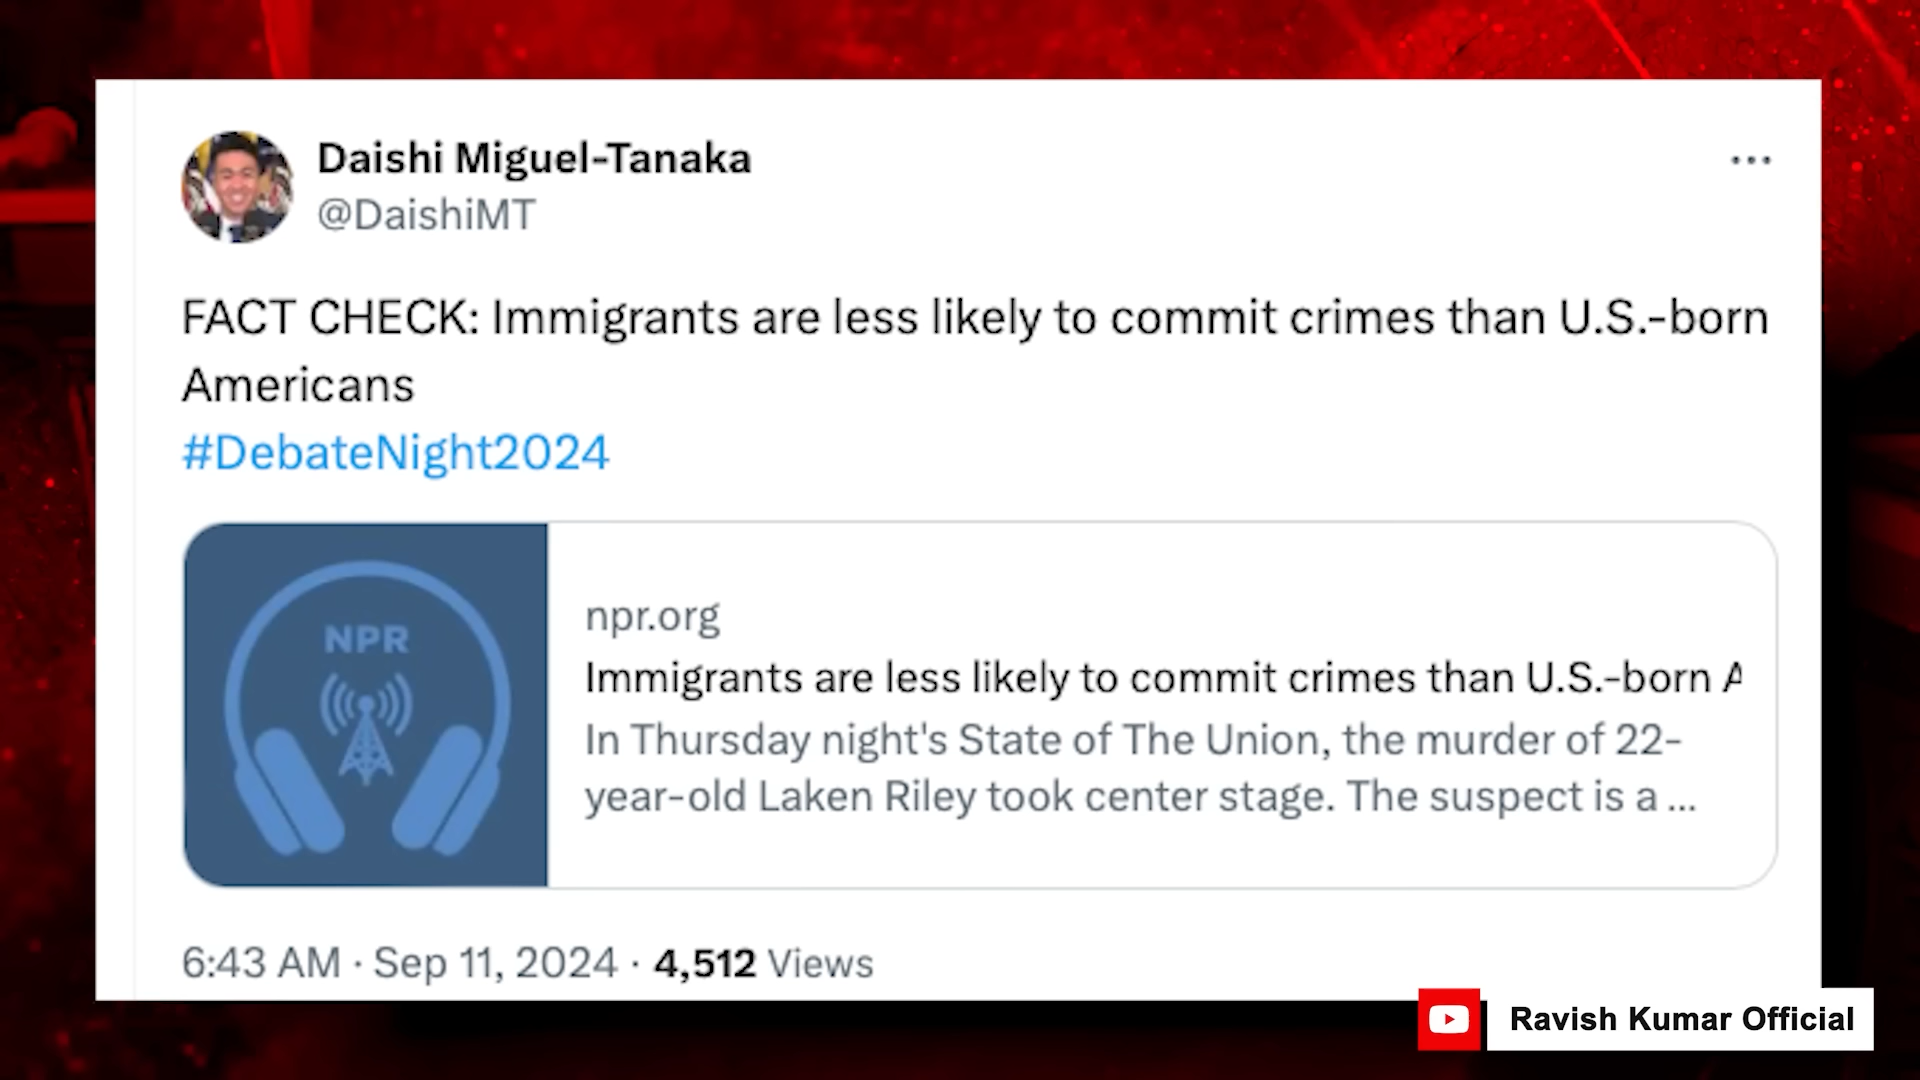 Daishi Miguel-Tanaka
@DaishiMT
FACT CHECK: Immigrants are less likely to commit crimes than U.S.-born
Americans
#DebateNight2024
NPR
npr.org
Immigrants are less likely to commit crimes than U.S.-born A
In Thursday night's State of The Union, the murder of 22-
year-old Laken Riley took center stage. The suspect is a ...
6:43 AM · Sep 11, 2024 · 4,512 Views
Ravish Kumar Official